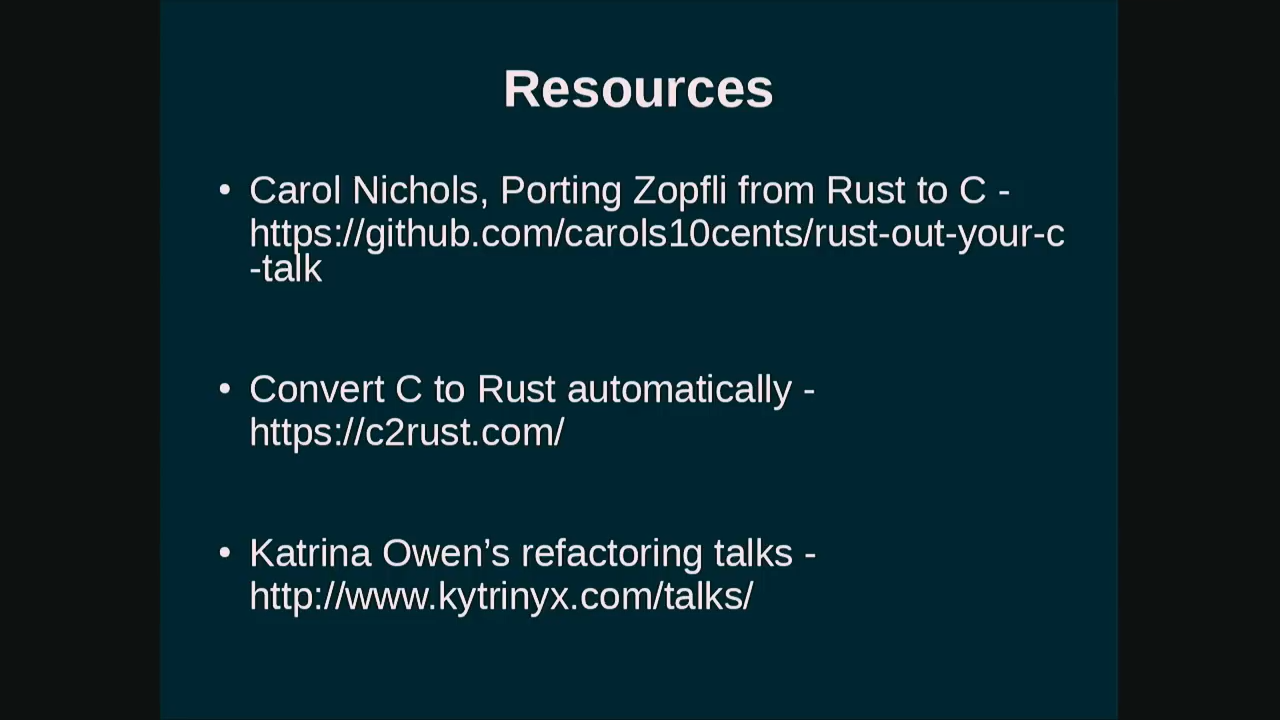 Resources
• Carol Nichols, Porting Zopfli from Rust to C -
https://github.com/carols10cents/rust-out-your-c
-talk
• Convert C to Rust automatically -
https://c2rust.com/
• Katrina Owen’s refactoring talks -
http://www.kytrinyx.com/talks/